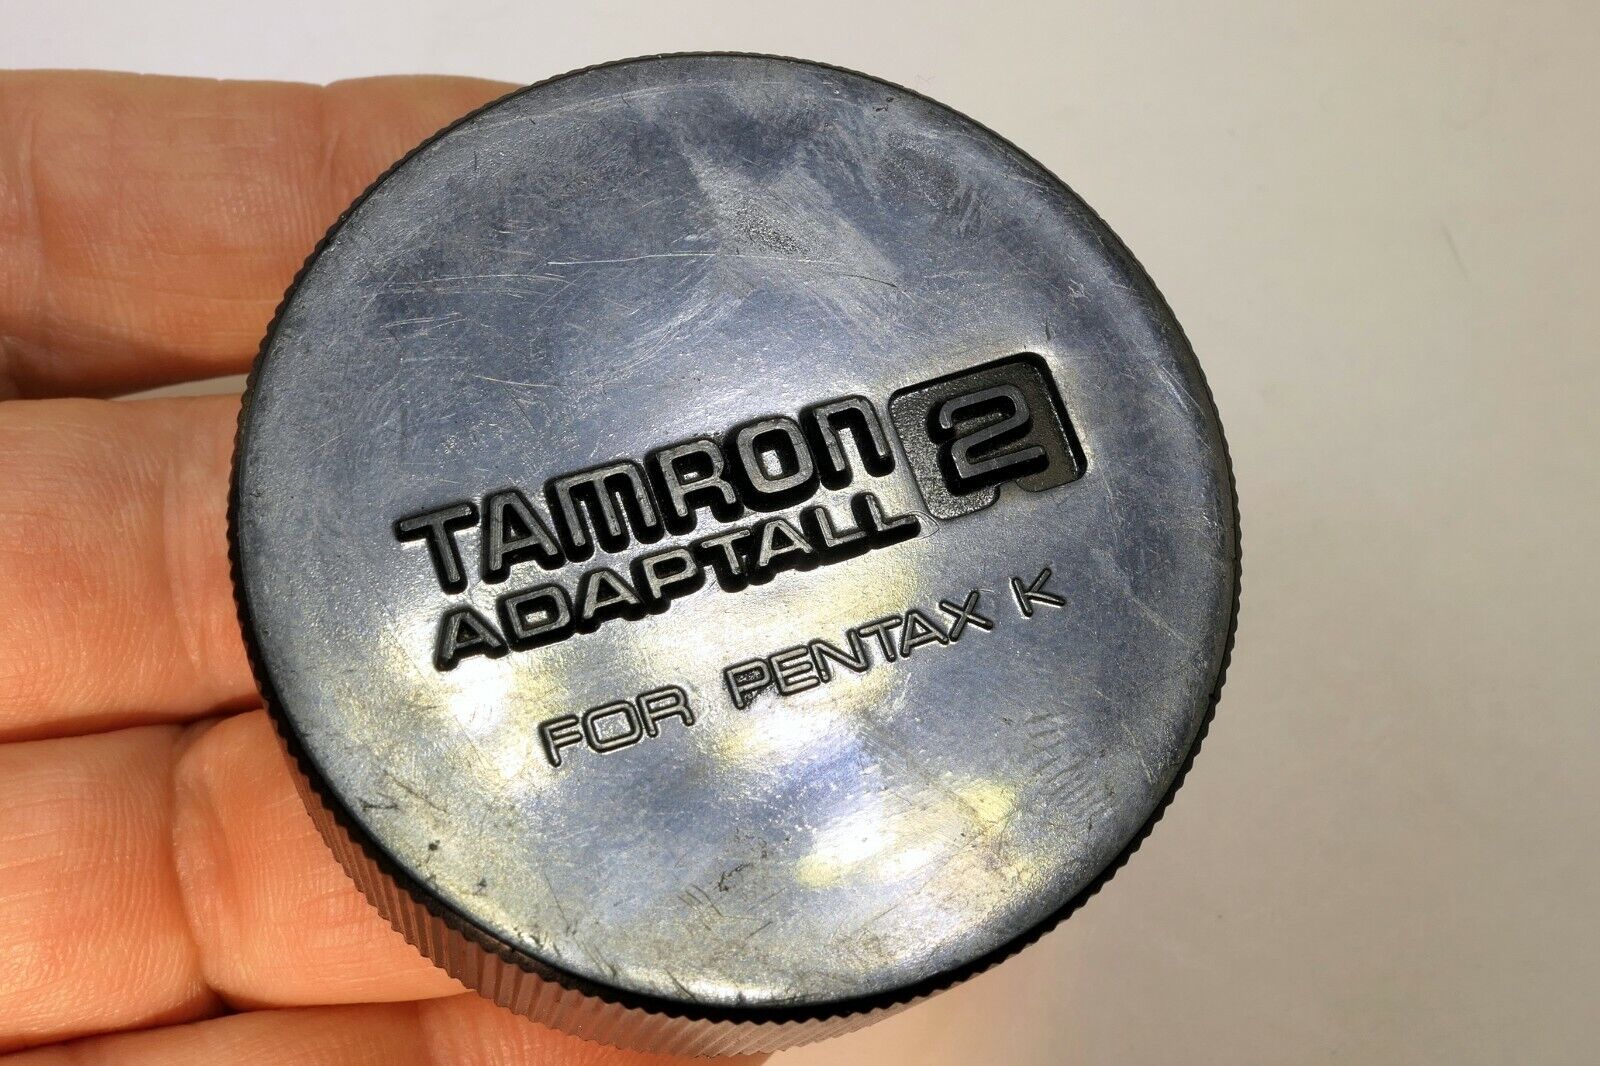 TAMRON 2
ADAPTALL
FOR PENTAX K